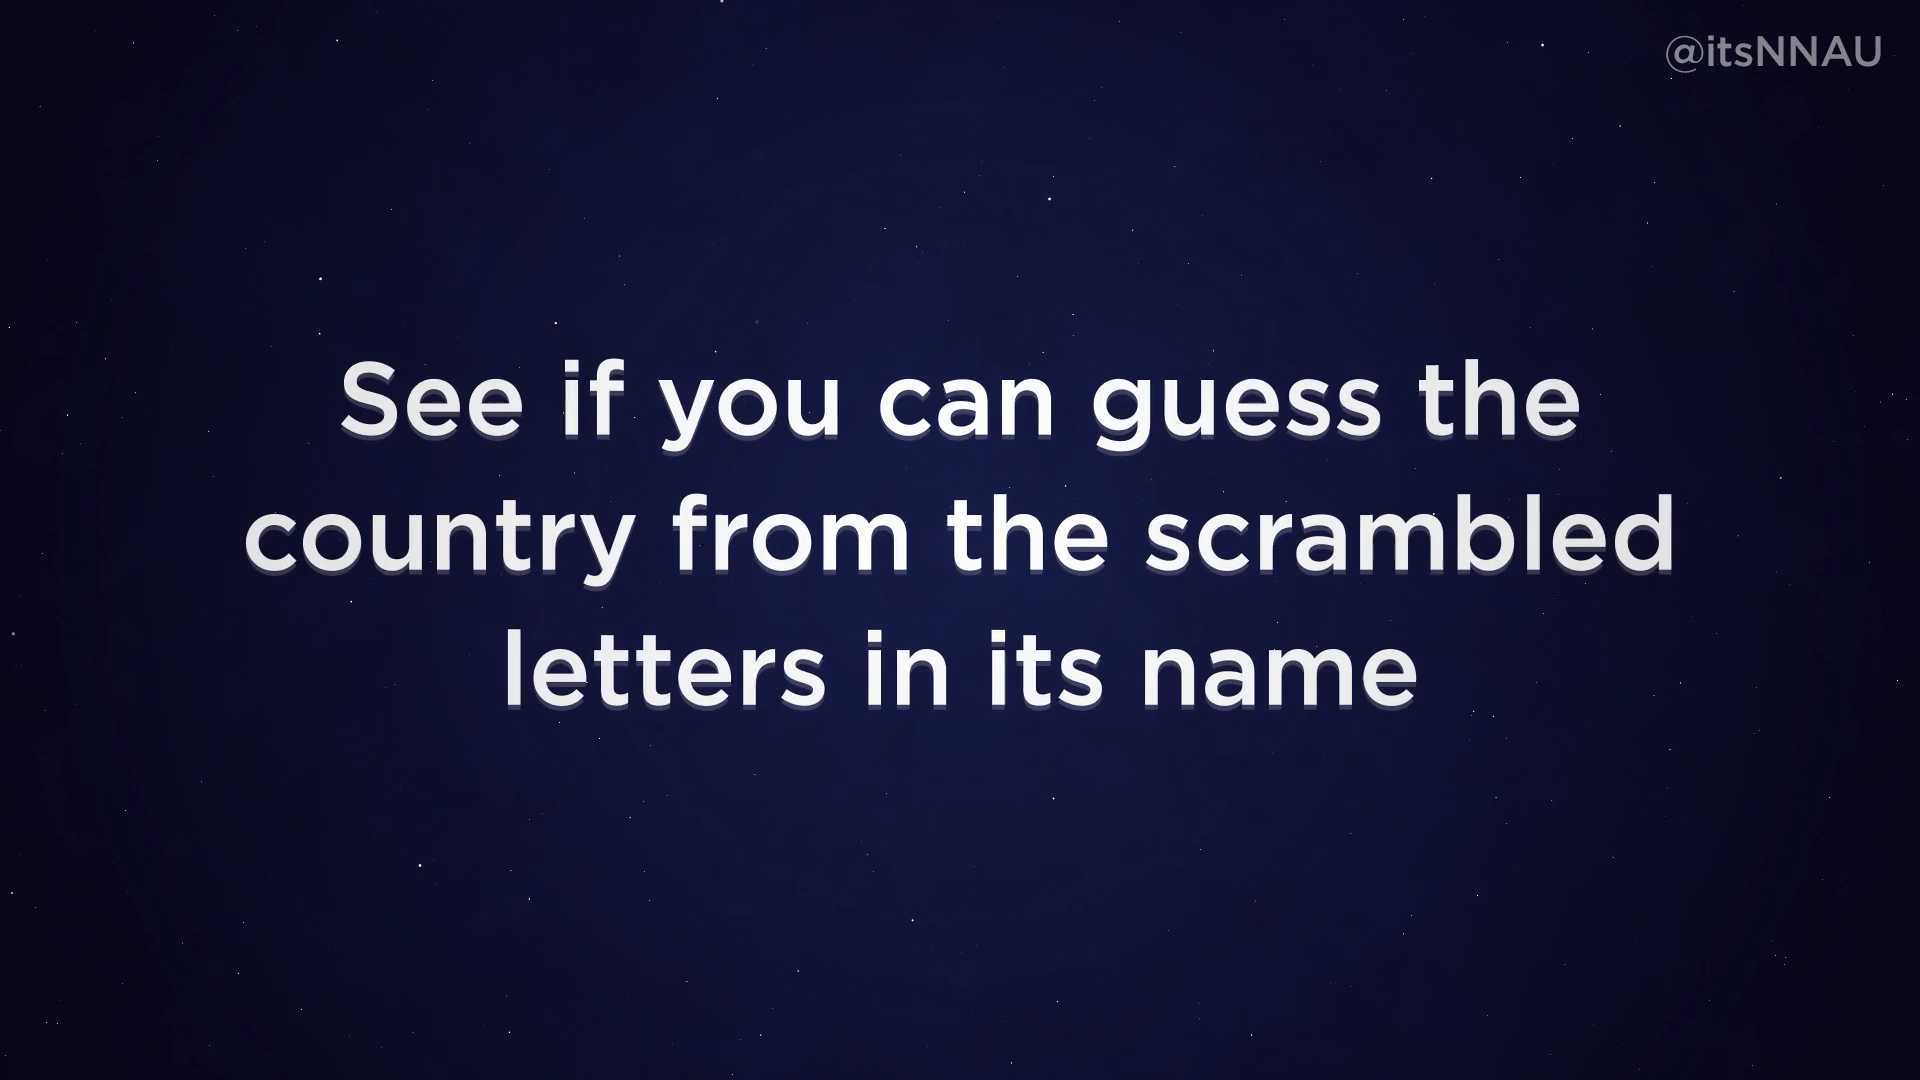 @itsNNAU
See if you can guess the
country from the scrambled
letters in its name